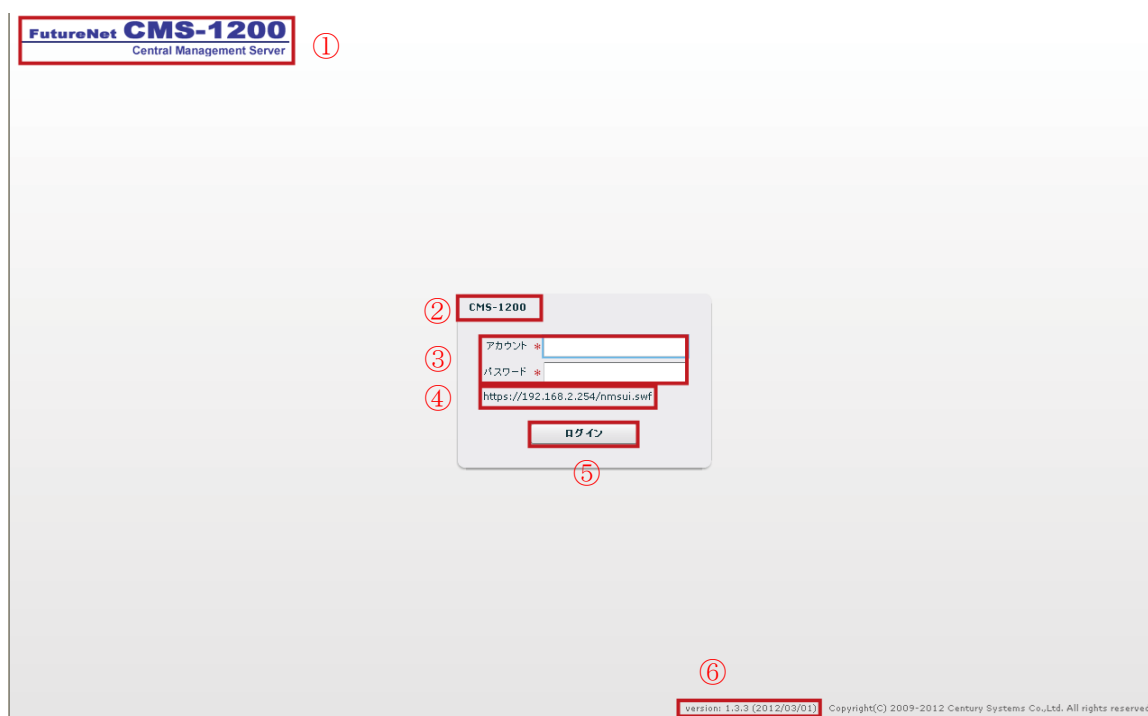 FutureNet CMS-1200
Central Management Server
①
② CMS-1200
③
アカウント *
パスワード *
④ https://192.168.2.254/nmsui.swf
ログイン
⑤
⑥
version: 1.3.3 (2012/03/01) Copyright(C) 2009-2012 Century Systems Co.,Ltd. All rights reserved